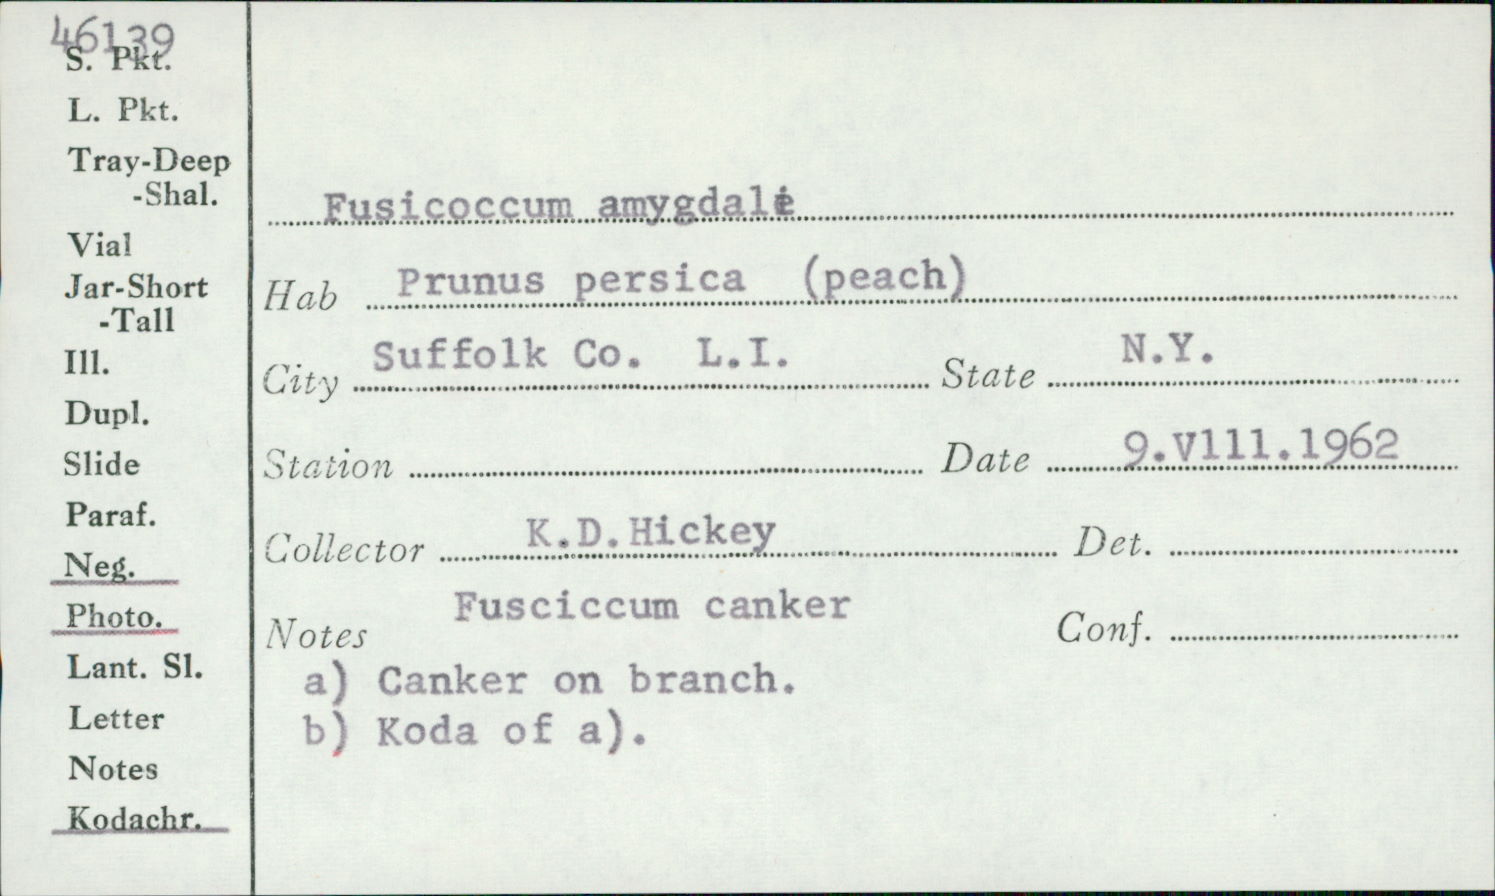 46139
S. Pkt.
L. Pkt.
Tray-Deep
-Shal.
Vial
Jar-Short
-Tall
Ill.
Dupl.
Slide
Paraf.
Neg.
Photo.
Lant. Sl.
Letter
Notes
Kodachr.
Fusicoccum amygdali
Hab Prunus persica (peach)
City Suffolk Co. L.I. State N.Y.
Station Date 9.Vlll.1962
Collector K.D.Hickey Det.
Notes Fusciccum canker Conf.
a) Canker on branch.
b) Koda of a).